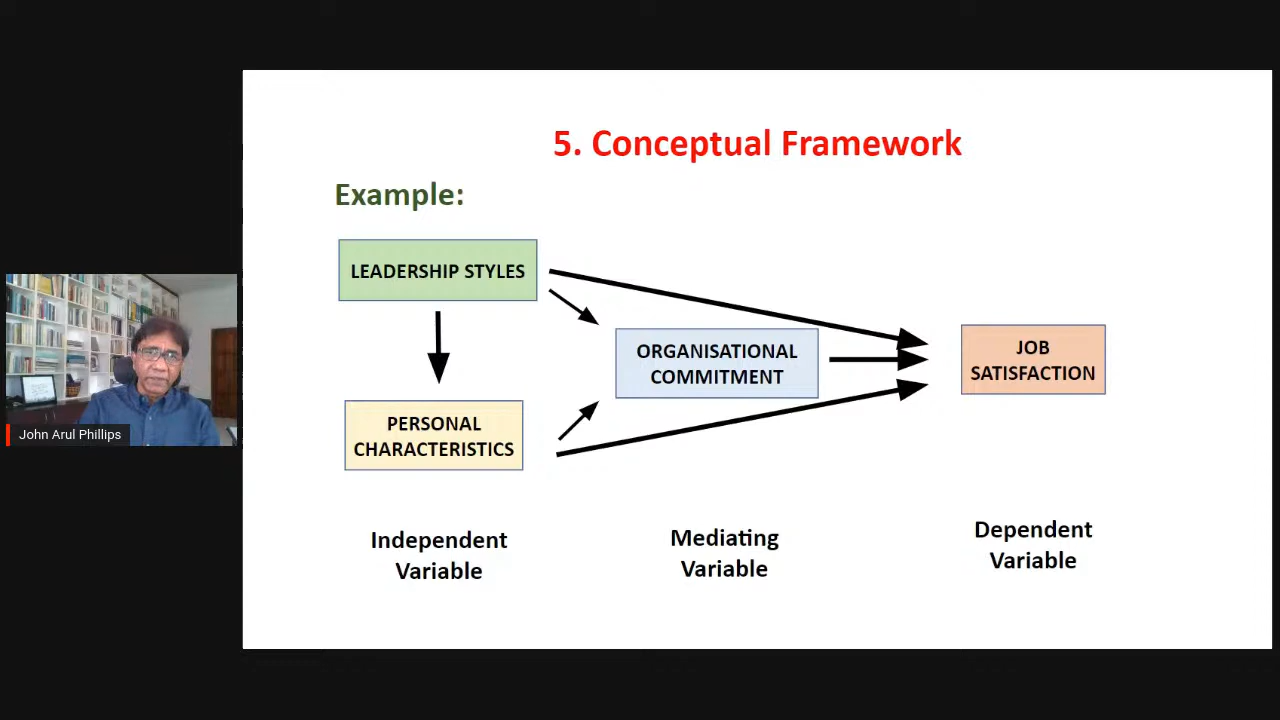 5. Conceptual Framework
Example:
LEADERSHIP STYLES
ORGANISATIONAL
COMMITMENT
JOB
SATISFACTION
PERSONAL
CHARACTERISTICS
Independent
Variable
Mediating
Variable
Dependent
Variable
John Arul Phillips